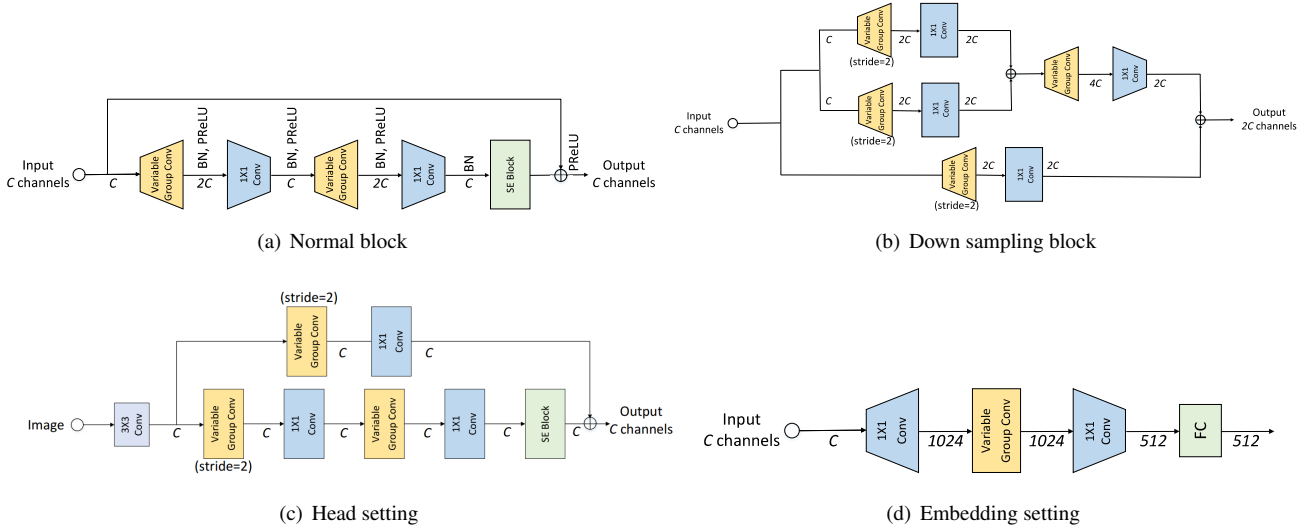 Input
C channels
C
Variable
Group Conv
BN, PReLU
2C
1X1
Conv
BN, PReLU
C
Variable
Group Conv
BN, PReLU
2C
1X1
Conv
BN
C
SE Block
PReLU
Output
C channels
(a) Normal block
Input
C channels
C
Variable
Group Conv
(stride=2)
2C
1X1
Conv
2C
C
Variable
Group Conv
(stride=2)
2C
1X1
Conv
2C
Variable
Group Conv
4C
1X1
Conv
2C
Variable
Group Conv
(stride=2)
2C
1X1
Conv
2C
Output
2C channels
(b) Down sampling block
(stride=2)
Variable
Group Conv
C
1X1
Conv
C
Image
3X3
Conv
C
Variable
Group Conv
(stride=2)
C
1X1
Conv
C
Variable
Group Conv
C
1X1
Conv
C
SE Block
C
Output
C channels
(c) Head setting
Input
C channels
C
1X1
Conv
1024
Variable
Group Conv
1024
1X1
Conv
512
FC
512
(d) Embedding setting